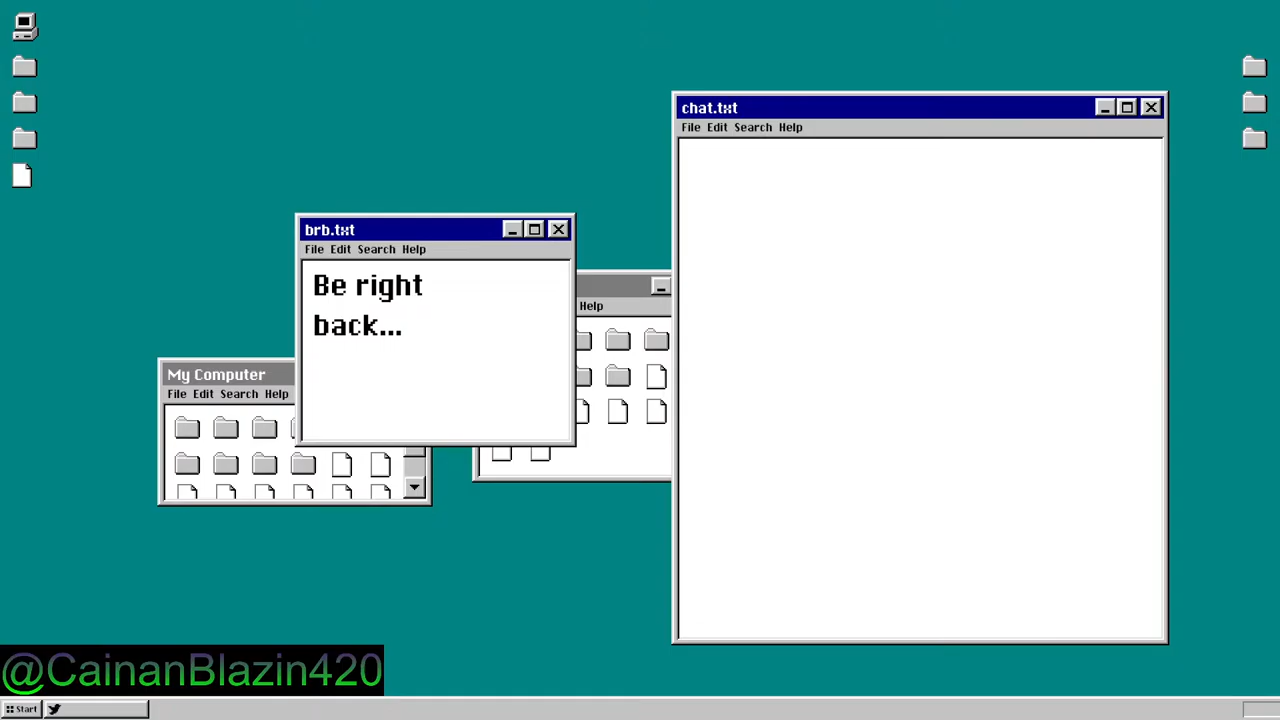 chat.txt
File Edit Search Help
brb.txt
File Edit Search Help
Be right
back...
Help
My Computer
File Edit Search Help
@CainanBlazin420
Start